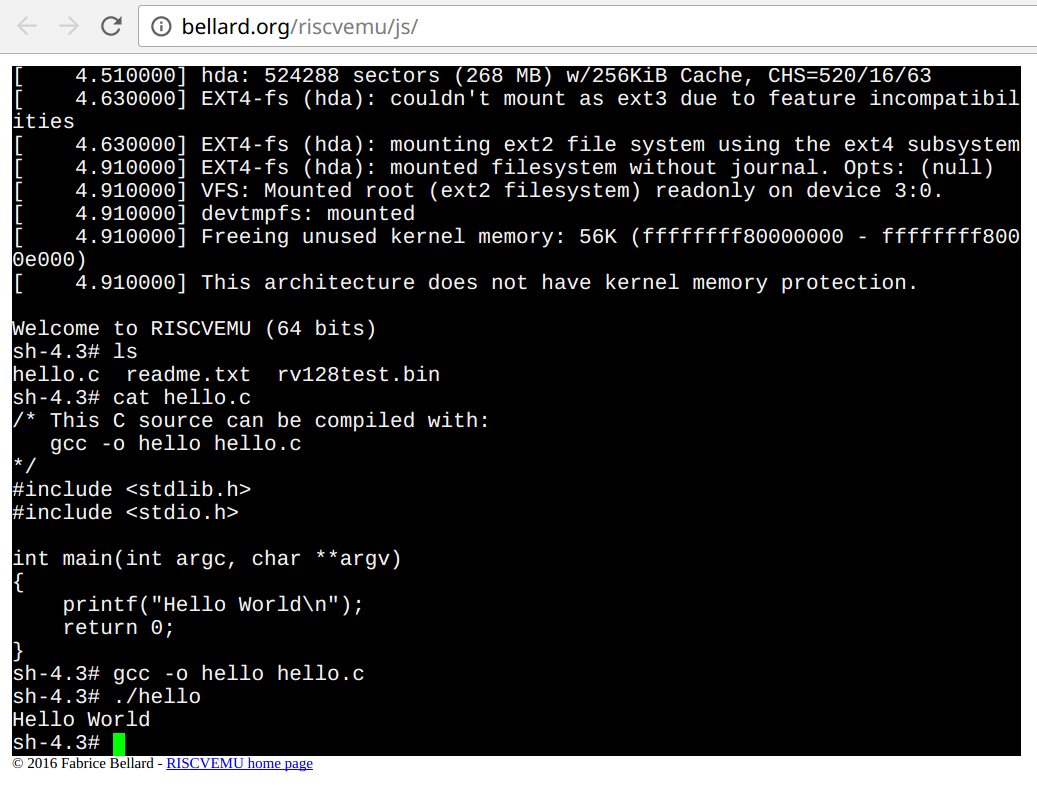 bellard.org/riscvemu/js/
[    4.510000] hda: 524288 sectors (268 MB) w/256KiB Cache, CHS=520/16/63
[    4.630000] EXT4-fs (hda): couldn't mount as ext3 due to feature incompatibil
ities
[    4.630000] EXT4-fs (hda): mounting ext2 file system using the ext4 subsystem
[    4.910000] EXT4-fs (hda): mounted filesystem without journal. Opts: (null)
[    4.910000] VFS: Mounted root (ext2 filesystem) readonly on device 3:0.
[    4.910000] devtmpfs: mounted
[    4.910000] Freeing unused kernel memory: 56K (ffffffff80000000 - ffffffff800
0e000)
[    4.910000] This architecture does not have kernel memory protection.

Welcome to RISCVEMU (64 bits)
sh-4.3# ls
hello.c  readme.txt  rv128test.bin
sh-4.3# cat hello.c
/* This C source can be compiled with:
   gcc -o hello hello.c
*/
#include <stdlib.h>
#include <stdio.h>

int main(int argc, char **argv)
{
    printf("Hello World\n");
    return 0;
}
sh-4.3# gcc -o hello hello.c
sh-4.3# ./hello
Hello World
sh-4.3#
© 2016 Fabrice Bellard - RISCVEMU home page